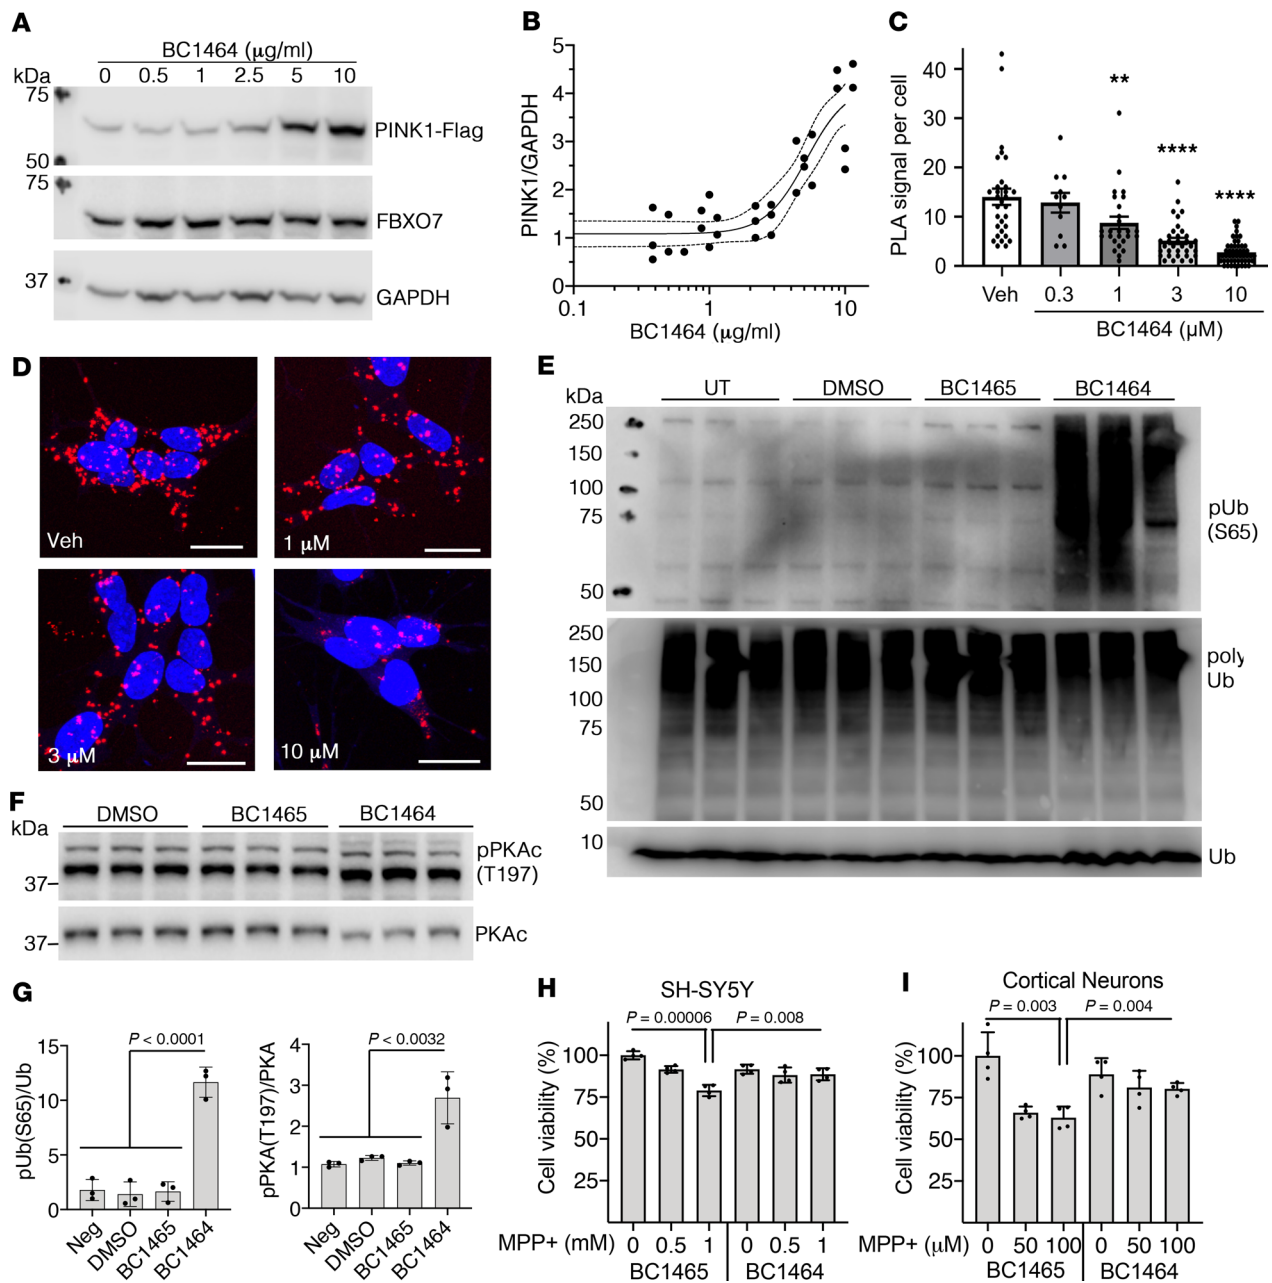 A
BC1464 (μg/ml)
kDa 0 0.5 1 2.5 5 10
75
PINK1-Flag
50
75
FBXO7
37
GAPDH
B
PINK1/GAPDH
5
4
3
2
1
0
0.1 1 10
BC1464 (μg/ml)
C
PLA signal per cell
40
30
20
10
0
**
****
****
Veh 0.3 1 3 10
BC1464 (μM)
D
Veh
1 μM
3 μM
10 μM
E
kDa UT DMSO BC1465 BC1464
250
150
100
75
50
pUb
(S65)
250
150
100
75
50
poly
Ub
10
Ub
F
kDa DMSO BC1465 BC1464
pPKAc
(T197)
37
37
PKAc
G
pUb(S65)/Ub
15
10
5
0
P < 0.0001
Neg DMSO BC1465 BC1464
pPKA(T197)/PKA
4
3
2
1
0
P < 0.0032
Neg DMSO BC1465 BC1464
H
SH-SY5Y
P = 0.00006 P = 0.008
Cell viability (%)
100
75
50
25
MPP+ (mM) 0 0.5 1 0 0.5 1
BC1465 BC1464
I
Cortical Neurons
P = 0.003 P = 0.004
Cell viability (%)
100
75
50
25
MPP+ (μM) 0 50 100 0 50 100
BC1465 BC1464